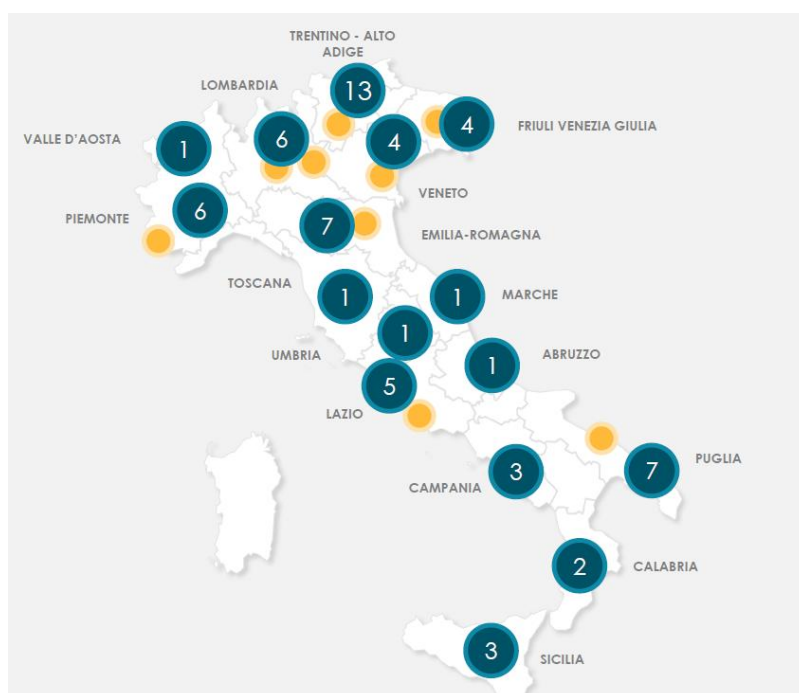 TRENTINO - ALTO
ADIGE
13
LOMBARDIA
6
4
4
FRIULI VENEZIA GIULIA
VALLE D'AOSTA
1
VENETO
PIEMONTE
6
7
EMILIA-ROMAGNA
TOSCANA
1
1
MARCHE
UMBRIA
1
1
ABRUZZO
LAZIO
5
CAMPANIA
3
7
PUGLIA
2
CALABRIA
3
SICILIA